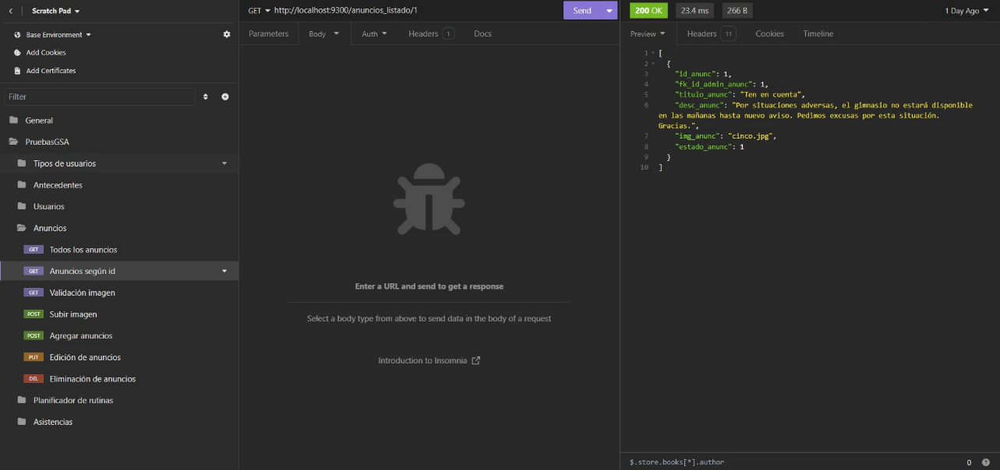 Scratch Pad
Base Environment
Add Cookies
Add Certificates
Filter
General
PruebasGSA
Tipos de usuarios
Antecedentes
Usuarios
Anuncios
GET Todos los anuncios
GET Anuncios según id
GET Validación imagen
POST Subir imagen
POST Agregar anuncios
PUT Edición de anuncios
DEL Eliminación de anuncios
Planificador de rutinas
Asistencias
GET http://localhost:9300/anuncios_listado/1 Send
Parameters Body Auth Headers 1 Docs
Enter a URL and send to get a response
Select a body type from above to send data in the body of a request
Introduction to Insomnia
200 OK 23.4 ms 266 B 1 Day Ago
Preview Headers 11 Cookies Timeline
1 [
2 {
3 "id_anunc": 1,
4 "fk_id_admin_anunc": 1,
5 "titulo_anunc": "Ten en cuenta",
6 "desc_anunc": "Por situaciones adversas, el gimnasio no estará disponible
en las mañanas hasta nuevo aviso. Pedimos excusas por esta situación.
Gracias.",
7 "img_anunc": "cinco.jpg",
8 "estado_anunc": 1
9 }
10 ]
$.store.books[*].author 0 ?